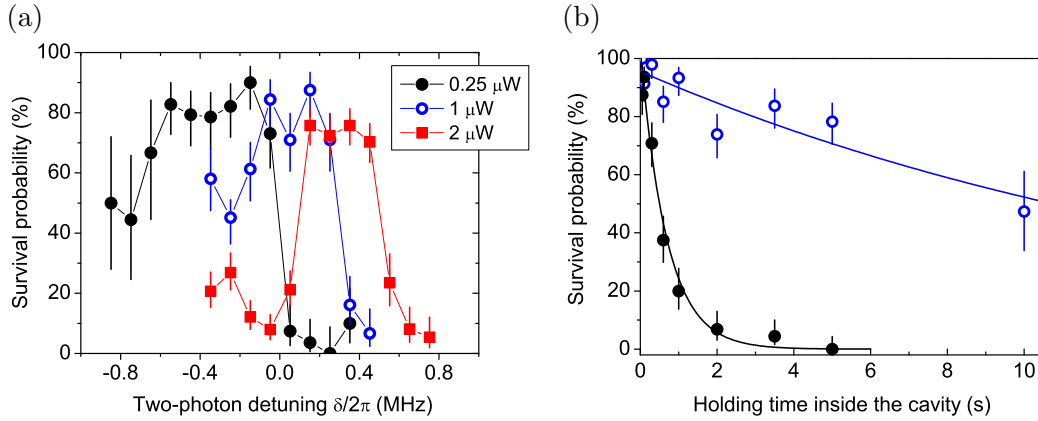 (a)
100
80
60
40
20
0
Survival probability (%)
-0.8 -0.4 0.0 0.4 0.8
Two-photon detuning δ/2π (MHz)
0.25 μW
1 μW
2 μW
(b)
100
80
60
40
20
0
Survival probability (%)
0 2 4 6 8 10
Holding time inside the cavity (s)